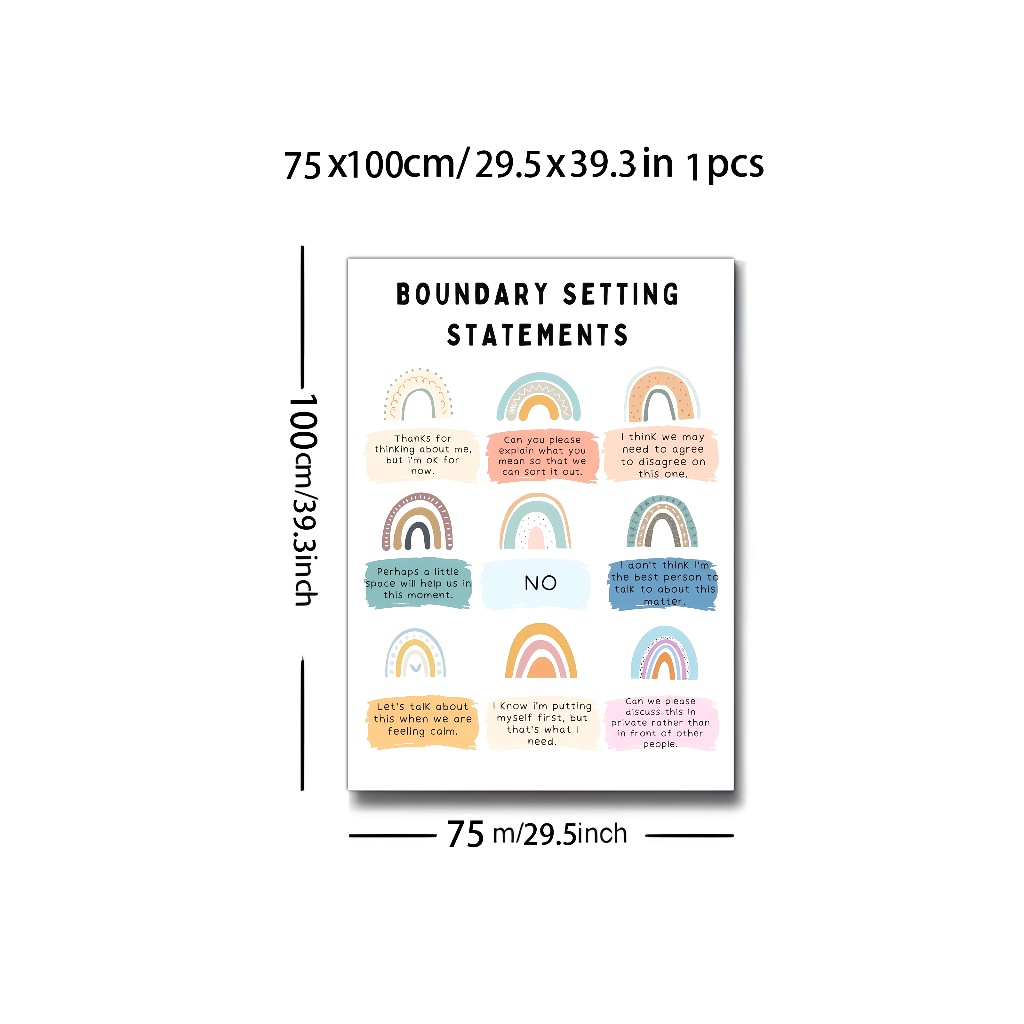 75x100cm/ 29.5x39.3in 1pcs
BOUNDARY SETTING
STATEMENTS
Thanks for
thinking about me,
but i'm ok for
now.
Can you please
explain what you
mean so that we
can sort it out.
I think we may
need to agree
to disagree on
this one.
Perhaps a little
space will help us in
this moment.
NO
I don't think I'm
the best person to
talk to about this
matter.
Let's talk about
this when we are
feeling calm.
I know i'm putting
myself first, but
that's what I
need.
Can we please
discuss this in
private rather than
in front of other
people.
100cm/39.3inch
75 m/29.5inch